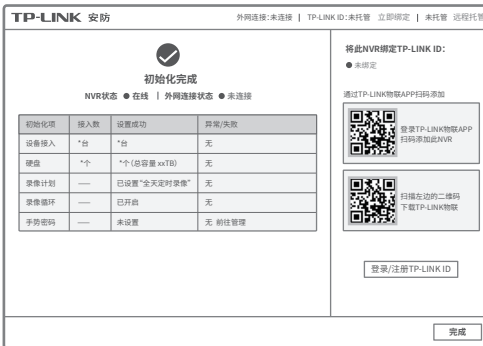 TP-LINK 安防
外网连接:未连接 | TP-LINK ID:未托管 立即绑定 | 未托管 远程托管
初始化完成
NVR状态 ● 在线 | 外网连接状态 ● 未连接
初始化项 接入数 设置成功 异常/失败
设备接入 *台 *台 无
硬盘 *个 *个(总容量xxTB) 无
录像计划 —— 已设置“全天定时录像” 无
录像循环 —— 已开启 无
手势密码 —— 未设置 无 前往管理
将此NVR绑定TP-LINK ID:
● 未绑定
通过TP-LINK物联APP扫码添加
登录TP-LINK物联APP
扫码添加此NVR
扫描左边的二维码
下载TP-LINK物联
登录/注册TP-LINK ID
完成